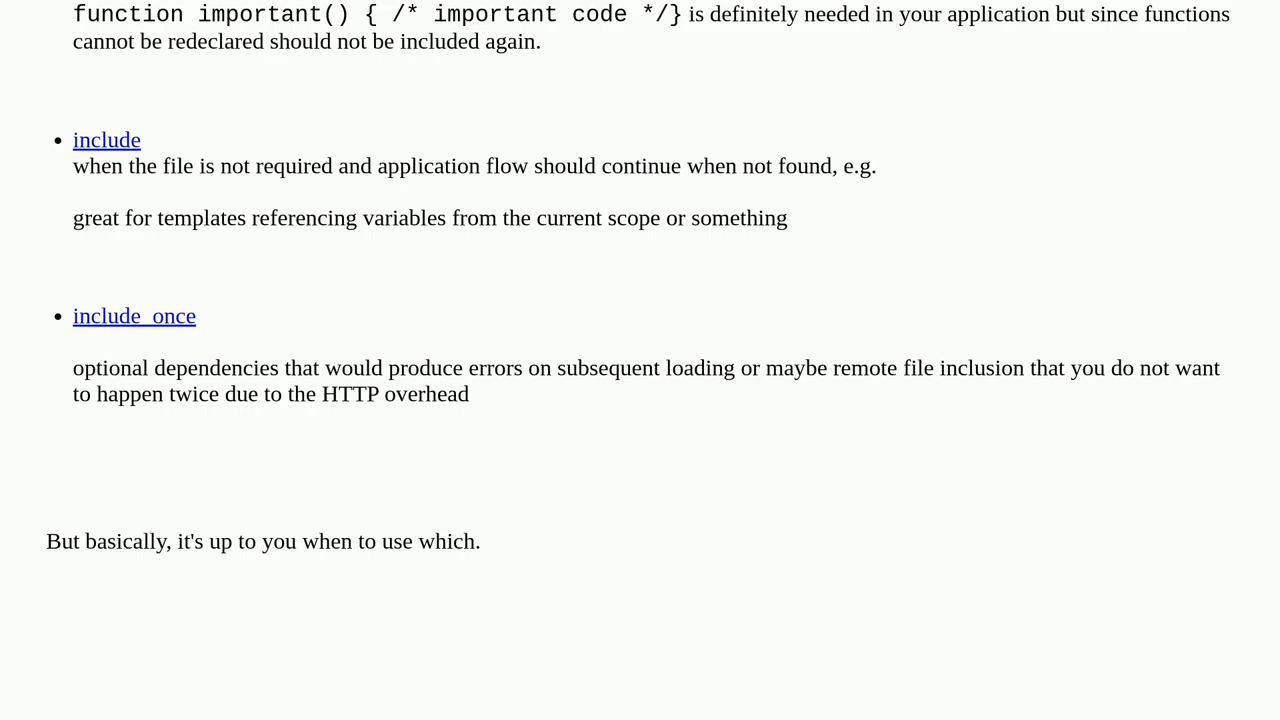 function important() { /* important code */} is definitely needed in your application but since functions
cannot be redeclared should not be included again.
include
when the file is not required and application flow should continue when not found, e.g.
great for templates referencing variables from the current scope or something
include_once
optional dependencies that would produce errors on subsequent loading or maybe remote file inclusion that you do not want
to happen twice due to the HTTP overhead
But basically, it's up to you when to use which.